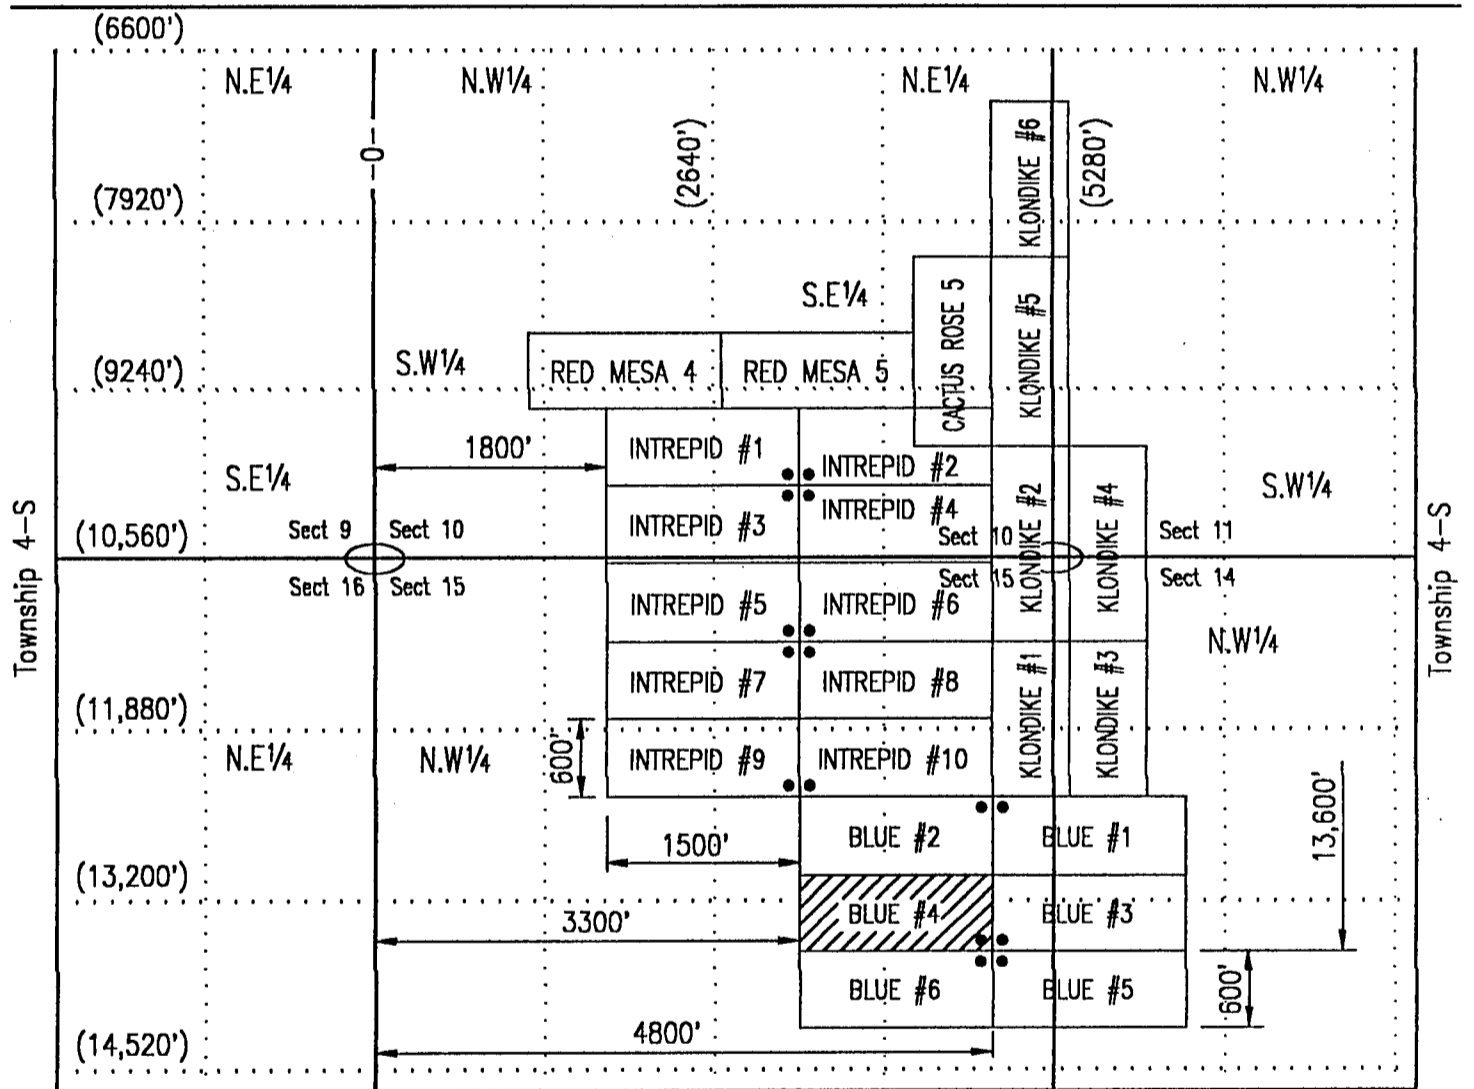 (6600')
N.E1/4
N.W1/4
N.E1/4
N.W1/4
-0-
(2640')
(5280')
KLONDIKE #6
(7920')
S.E1/4
CACTUS ROSE 5
KLONDIKE #5
S.W1/4
(9240')
RED MESA 4
RED MESA 5
1800'
INTREPID #1
INTREPID #2
S.E1/4
S.W1/4
INTREPID #3
INTREPID #4
KLONDIKE #2
KLONDIKE #4
(10,560')
Sect 9
Sect 10
Sect 10
Sect 11
Township 4-S
Township 4-S
Sect 16
Sect 15
Sect 15
Sect 14
INTREPID #5
INTREPID #6
N.W1/4
INTREPID #7
INTREPID #8
KLONDIKE #1
KLONDIKE #3
(11,880')
N.E1/4
N.W1/4
600'
INTREPID #9
INTREPID #10
13,600'
1500'
BLUE #2
BLUE #1
(13,200')
3300'
BLUE #4
BLUE #3
BLUE #6
BLUE #5
600'
4800'
(14,520')